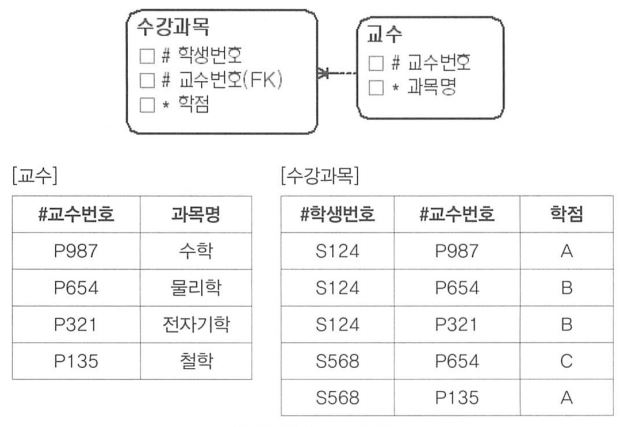 수강과목
# 학생번호
# 교수번호(FK)
* 학점
교수
# 교수번호
* 과목명
[교수]
#교수번호 과목명
P987 수학
P654 물리학
P321 전자기학
P135 철학
[수강과목]
#학생번호 #교수번호 학점
S124 P987 A
S124 P654 B
S124 P321 B
S568 P654 C
S568 P135 A